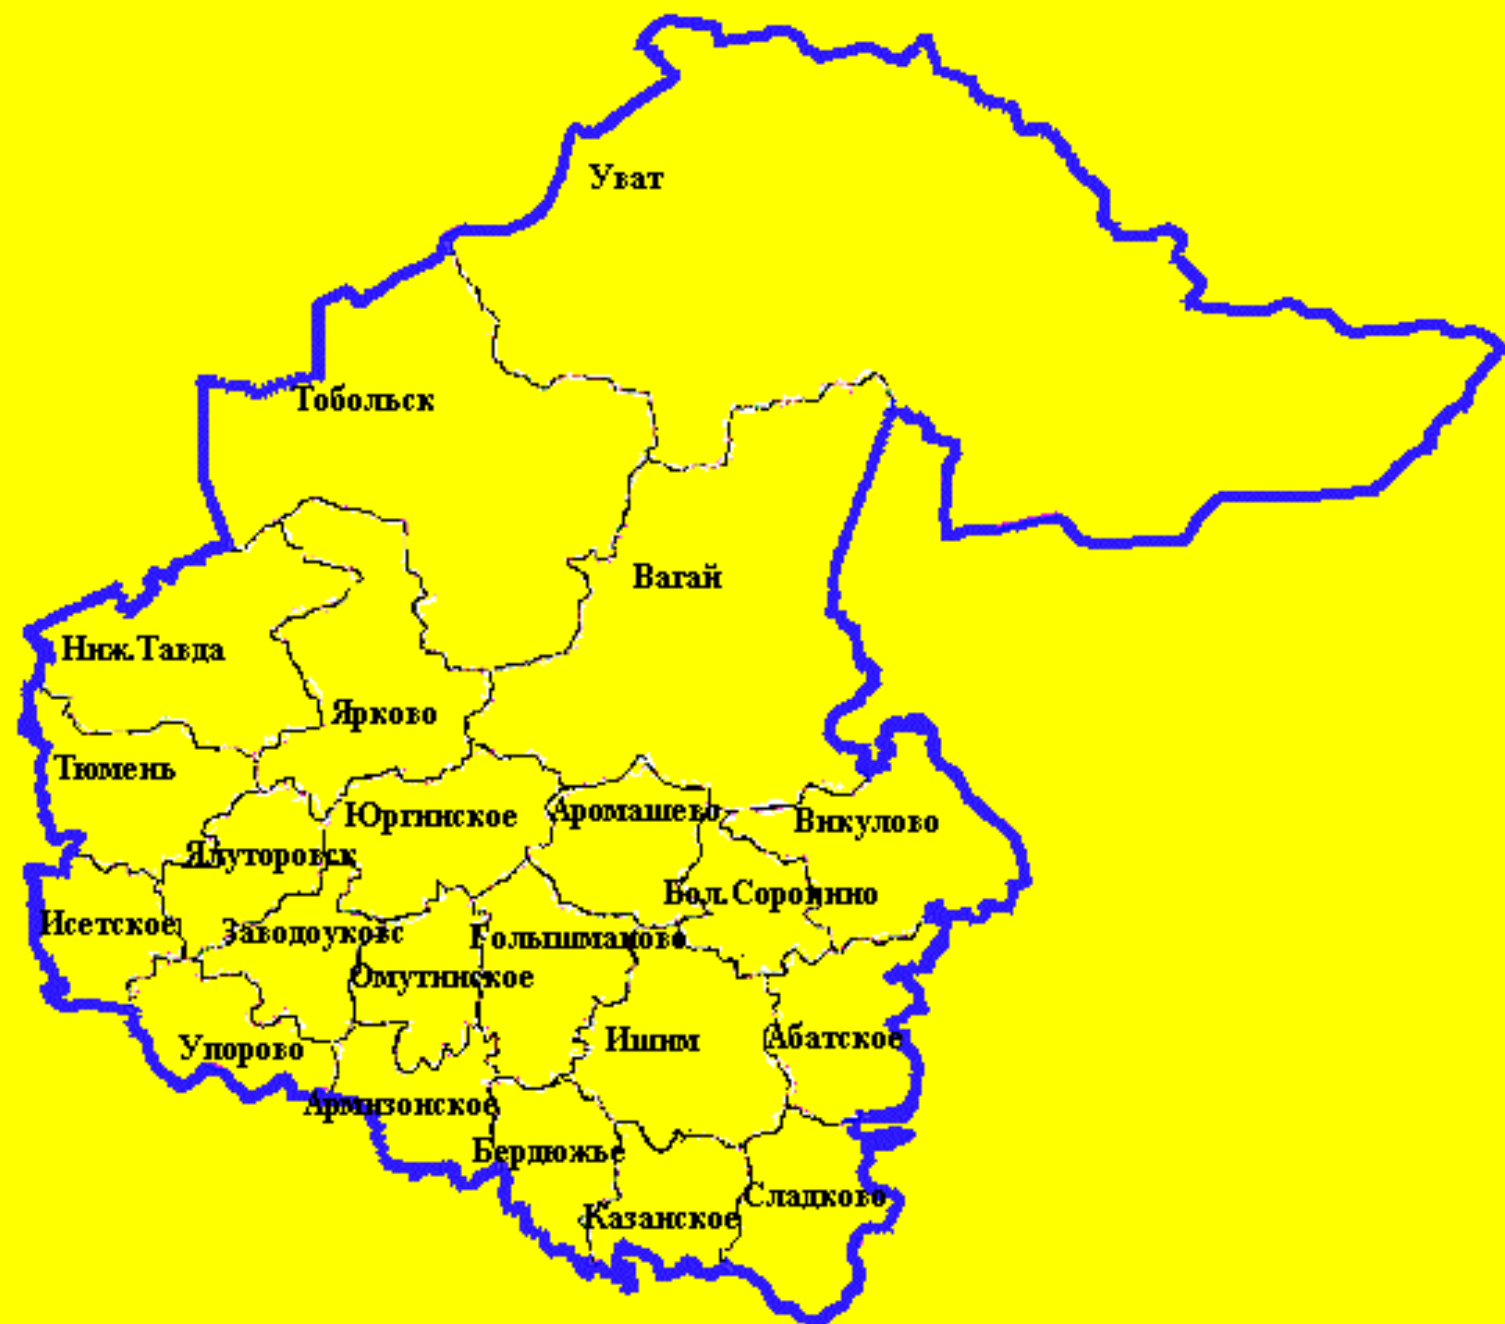 Уват
Тобольск
Вагай
Ниж.Тавда
Ярково
Тюмень
Юргинское
Аромашево
Викулово
Ялуторовск
Бол.Сорокино
Исетское
Заводоуковс
Голышманово
Омутинское
Упорово
Ишим
Абатское
Армизонское
Бердюжье
Сладково
Казанское